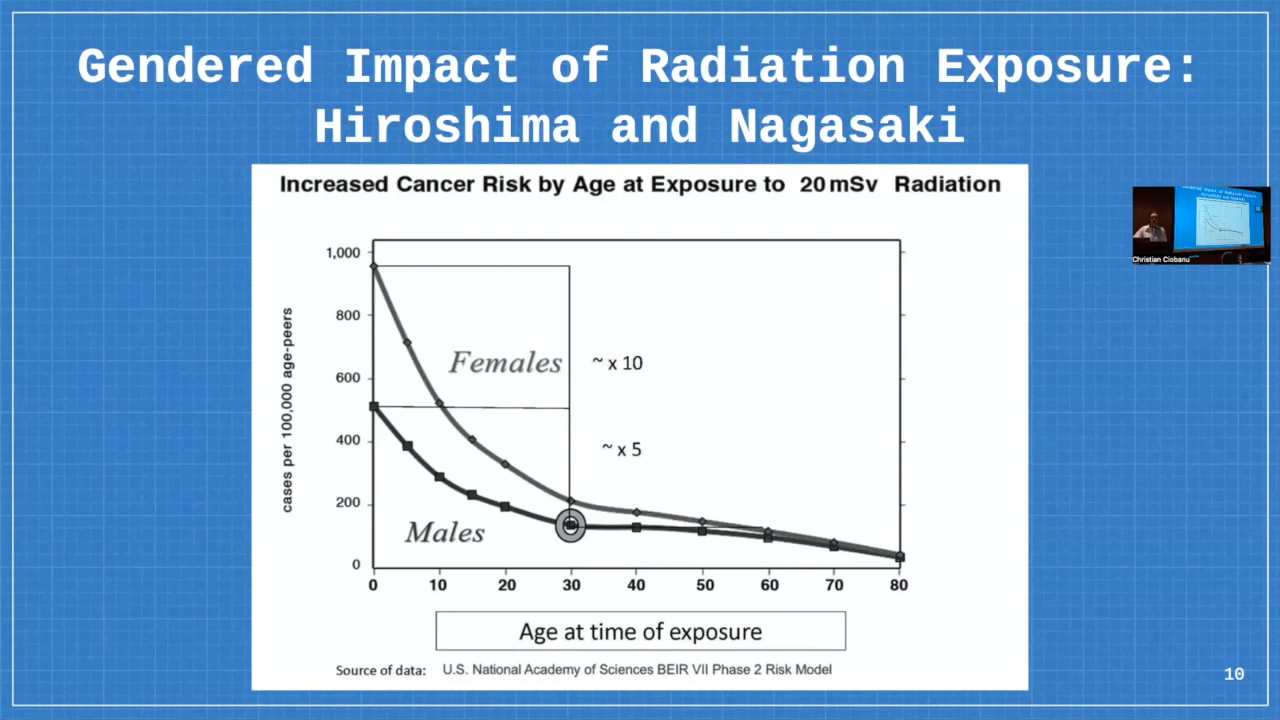 Gendered Impact of Radiation Exposure:
Hiroshima and Nagasaki
Increased Cancer Risk by Age at Exposure to 20 mSv Radiation
cases per 100,000 age-peers
1,000
800
600
400
200
0
Females
~ x 10
~ x 5
Males
0 10 20 30 40 50 60 70 80
Age at time of exposure
Source of data: U.S. National Academy of Sciences BEIR VII Phase 2 Risk Model
Christian Ciobanu
10